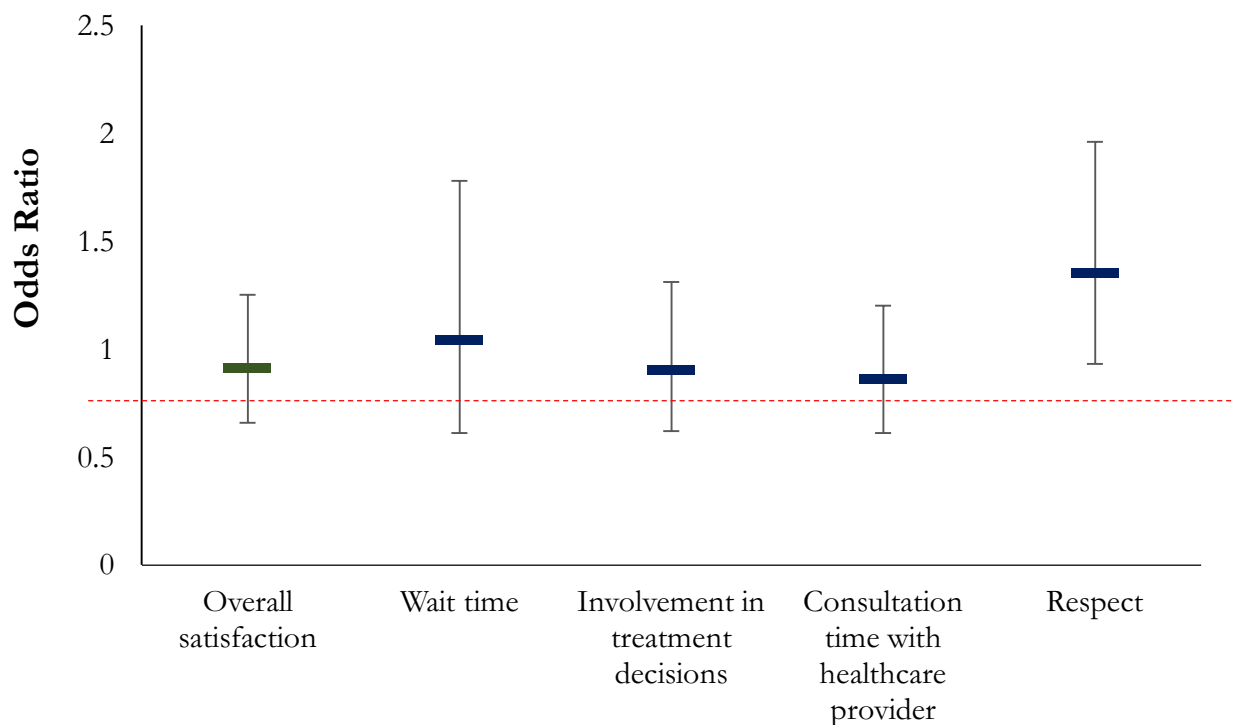 2.5
2
1.5
1
0.5
0
Odds Ratio
Overall
satisfaction
Wait time
Involvement in
treatment
decisions
Consultation
time with
healthcare
provider
Respect